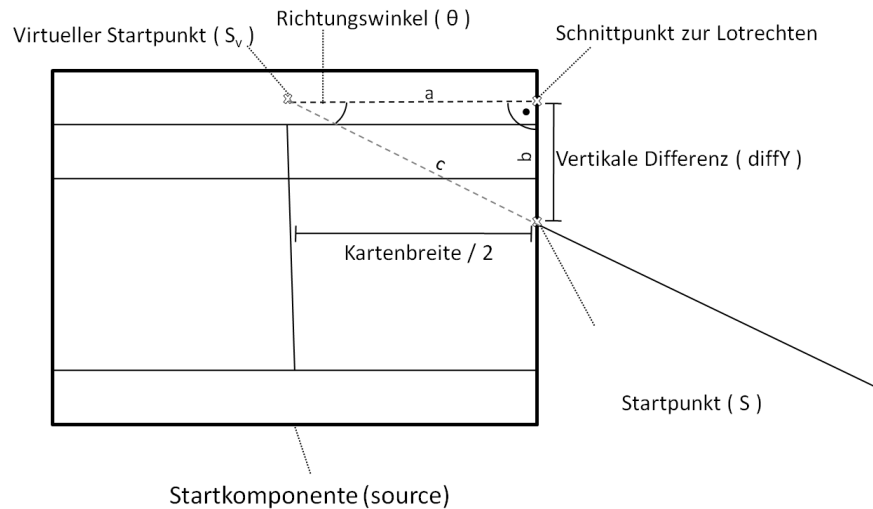 Richtungswinkel ( θ )
Virtueller Startpunkt ( Sv )
Schnittpunkt zur Lotrechten
a
b
Vertikale Differenz ( diffY )
c
Kartenbreite / 2
Startpunkt ( S )
Startkomponente (source)